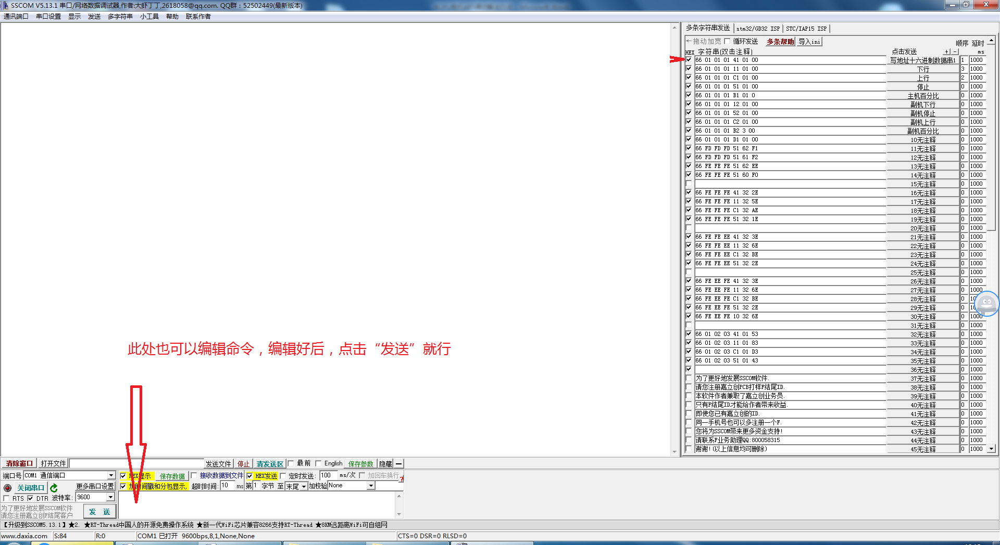 SSCOM V5.13.1 串口/网络数据调试器,作者:大虾丁丁,2618058@qq.com. QQ群：52502449(最新版本)
通讯端口 串口设置 显示 发送 多字符串 小工具 帮助 联系作者
多条字符串发送 stm32/GD32 ISP STC/IAP15 ISP
←拖动加宽 循环发送 多条帮助 导入ini 顺序 延时
HEX 字符串(双击注释) 点击发送 + − ms
66 01 01 01 41 01 00 写地址十六进制数据串1 1 1000
66 01 01 01 11 01 00 下行 3 1000
66 01 01 01 C1 01 00 上行 2 1000
66 01 01 01 51 01 00 停止 0 1000
66 01 01 01 B1 01 0 主机百分比 0 1000
66 01 01 01 12 01 00 副机下行 0 1000
66 01 01 01 52 01 00 副机停止 0 1000
66 01 01 01 C2 01 00 副机上行 0 1000
66 01 01 01 B2 3 00 副机百分比 0 1000
66 01 01 01 D1 01 00 10无注释 0 1000
66 FD FD FD 51 62 F1 11无注释 0 1000
66 FD FD FD 51 61 F2 12无注释 0 1000
66 FE FE FE 51 62 EE 13无注释 0 1000
66 FE FE FE 51 60 F0 14无注释 0 1000
15无注释 0 1000
66 FE FE FE 41 32 2E 16无注释 0 1000
66 FE FE FE 11 32 5E 17无注释 0 1000
66 FE FE FE C1 32 AE 18无注释 0 1000
66 FE FE FE 51 32 1E 19无注释 0 1000
20无注释 0 1000
66 FE FE EE 41 32 3E 21无注释 0 1000
66 FE FE EE 11 32 6E 22无注释 0 1000
66 FE FE EE C1 32 BE 23无注释 0 1000
66 FE FE EE 51 32 2E 24无注释 0 1000
25无注释 0 1000
66 FE EE FE 41 32 3E 26无注释 0 1000
66 FE EE FE 11 32 6E 27无注释 0 1000
66 FE EE FE C1 32 BE 28无注释 0
66 FE EE FE 51 32 2E 29无注释 0
66 FE EE FE 10 32 6E 30无注释 0 1000
31无注释 0 1000
66 01 02 03 41 01 53 32无注释 0 1000
66 01 02 03 11 01 83 33无注释 0 1000
66 01 02 03 C1 01 D3 34无注释 0 1000
66 01 02 03 51 01 43 35无注释 0 1000
36无注释 0 1000
为了更好地发展SSCOM软件. 37无注释 0 1000
请您注册嘉立创PCB打样F结尾ID. 38无注释 0 1000
本软件作者兼职了嘉立创业务员. 39无注释 0 1000
只有F结尾ID才能给作者带来收益. 40无注释 0 1000
即使您已有嘉立创的ID. 41无注释 0 1000
同一手机号也可以多注册一个F. 42无注释 0 1000
您将为SSCOM带来更多资金支持! 43无注释 0 1000
请联系F业务助理QQ:800058315 44无注释 0 1000
谢谢!(以上信息均可删除) 45无注释 0 1000
此处也可以编辑命令，编辑好后，点击“发送”就行
清除窗口 打开文件 发送文件 停止 清发送区 最前 English 保存参数 隐藏 −
端口号 COM1 通信端口 HEX显示 保存数据 接收数据到文件 HEX发送 定时发送: 100 ms/次 加回车换行 ?
关闭串口 更多串口设置 加时间戳和分包显示, 超时时间: 10 ms 第 1 字节 至 末尾 加校验 None
RTS DTR 波特率: 9600
为了更好地发展SSCOM软件
请您注册嘉立创F结尾客户
发 送
【升级到SSCOM5.13.1】★2. ★RT-Thread中国人的开源免费操作系统 ★新一代WiFi芯片兼容8266支持RT-Thread ★8KM远距离WiFi可自组网
www.daxia.com S:84 R:0 COM1 已打开 9600bps,8,1,None,None CTS=0 DSR=0 RLSD=0